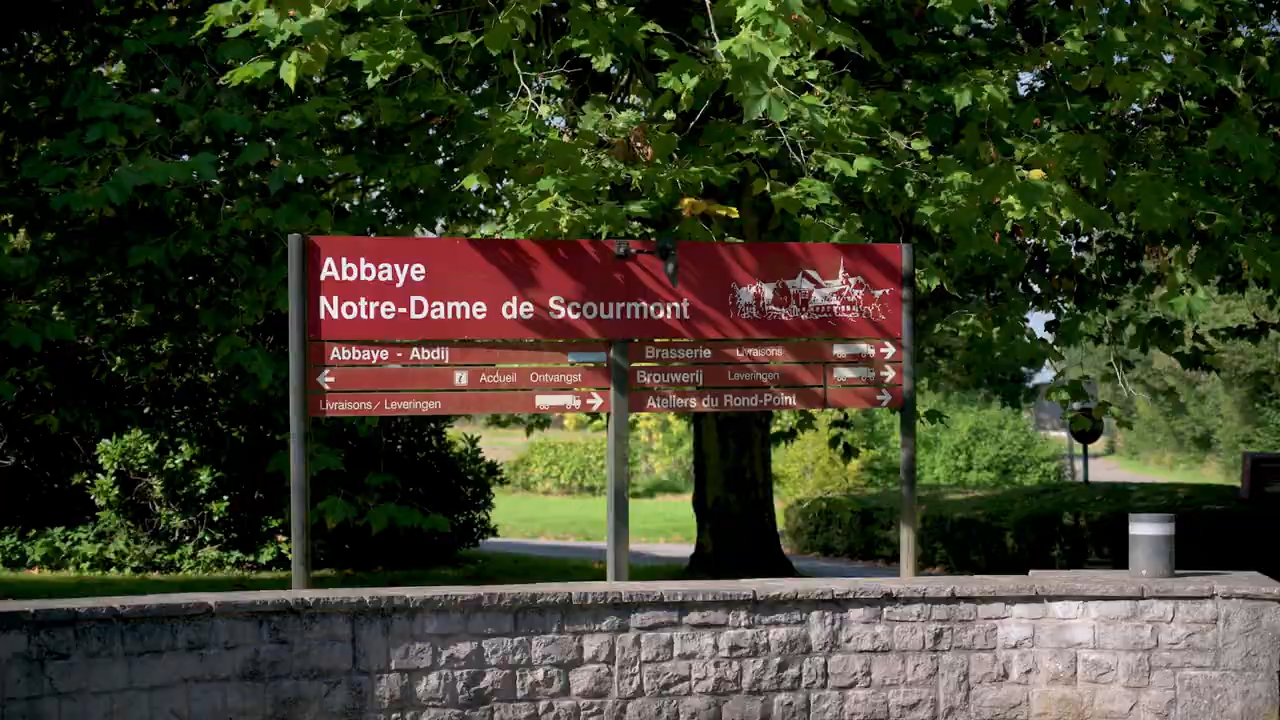 Abbaye
Notre-Dame de Scourmont
Abbaye - Abdij
i Accueil Ontvangst
Livraisons / Leveringen
Brasserie Livraisons
Brouwerij Leveringen
Ateliers du Rond-Point